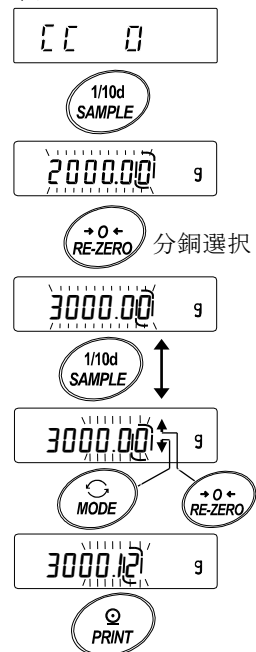 CC 0
1/10d
SAMPLE
2000.00 g
→0←
RE-ZERO
分銅選択
3000.00 g
1/10d
SAMPLE
3000.00 g
MODE
→0←
RE-ZERO
3000.12 g
PRINT